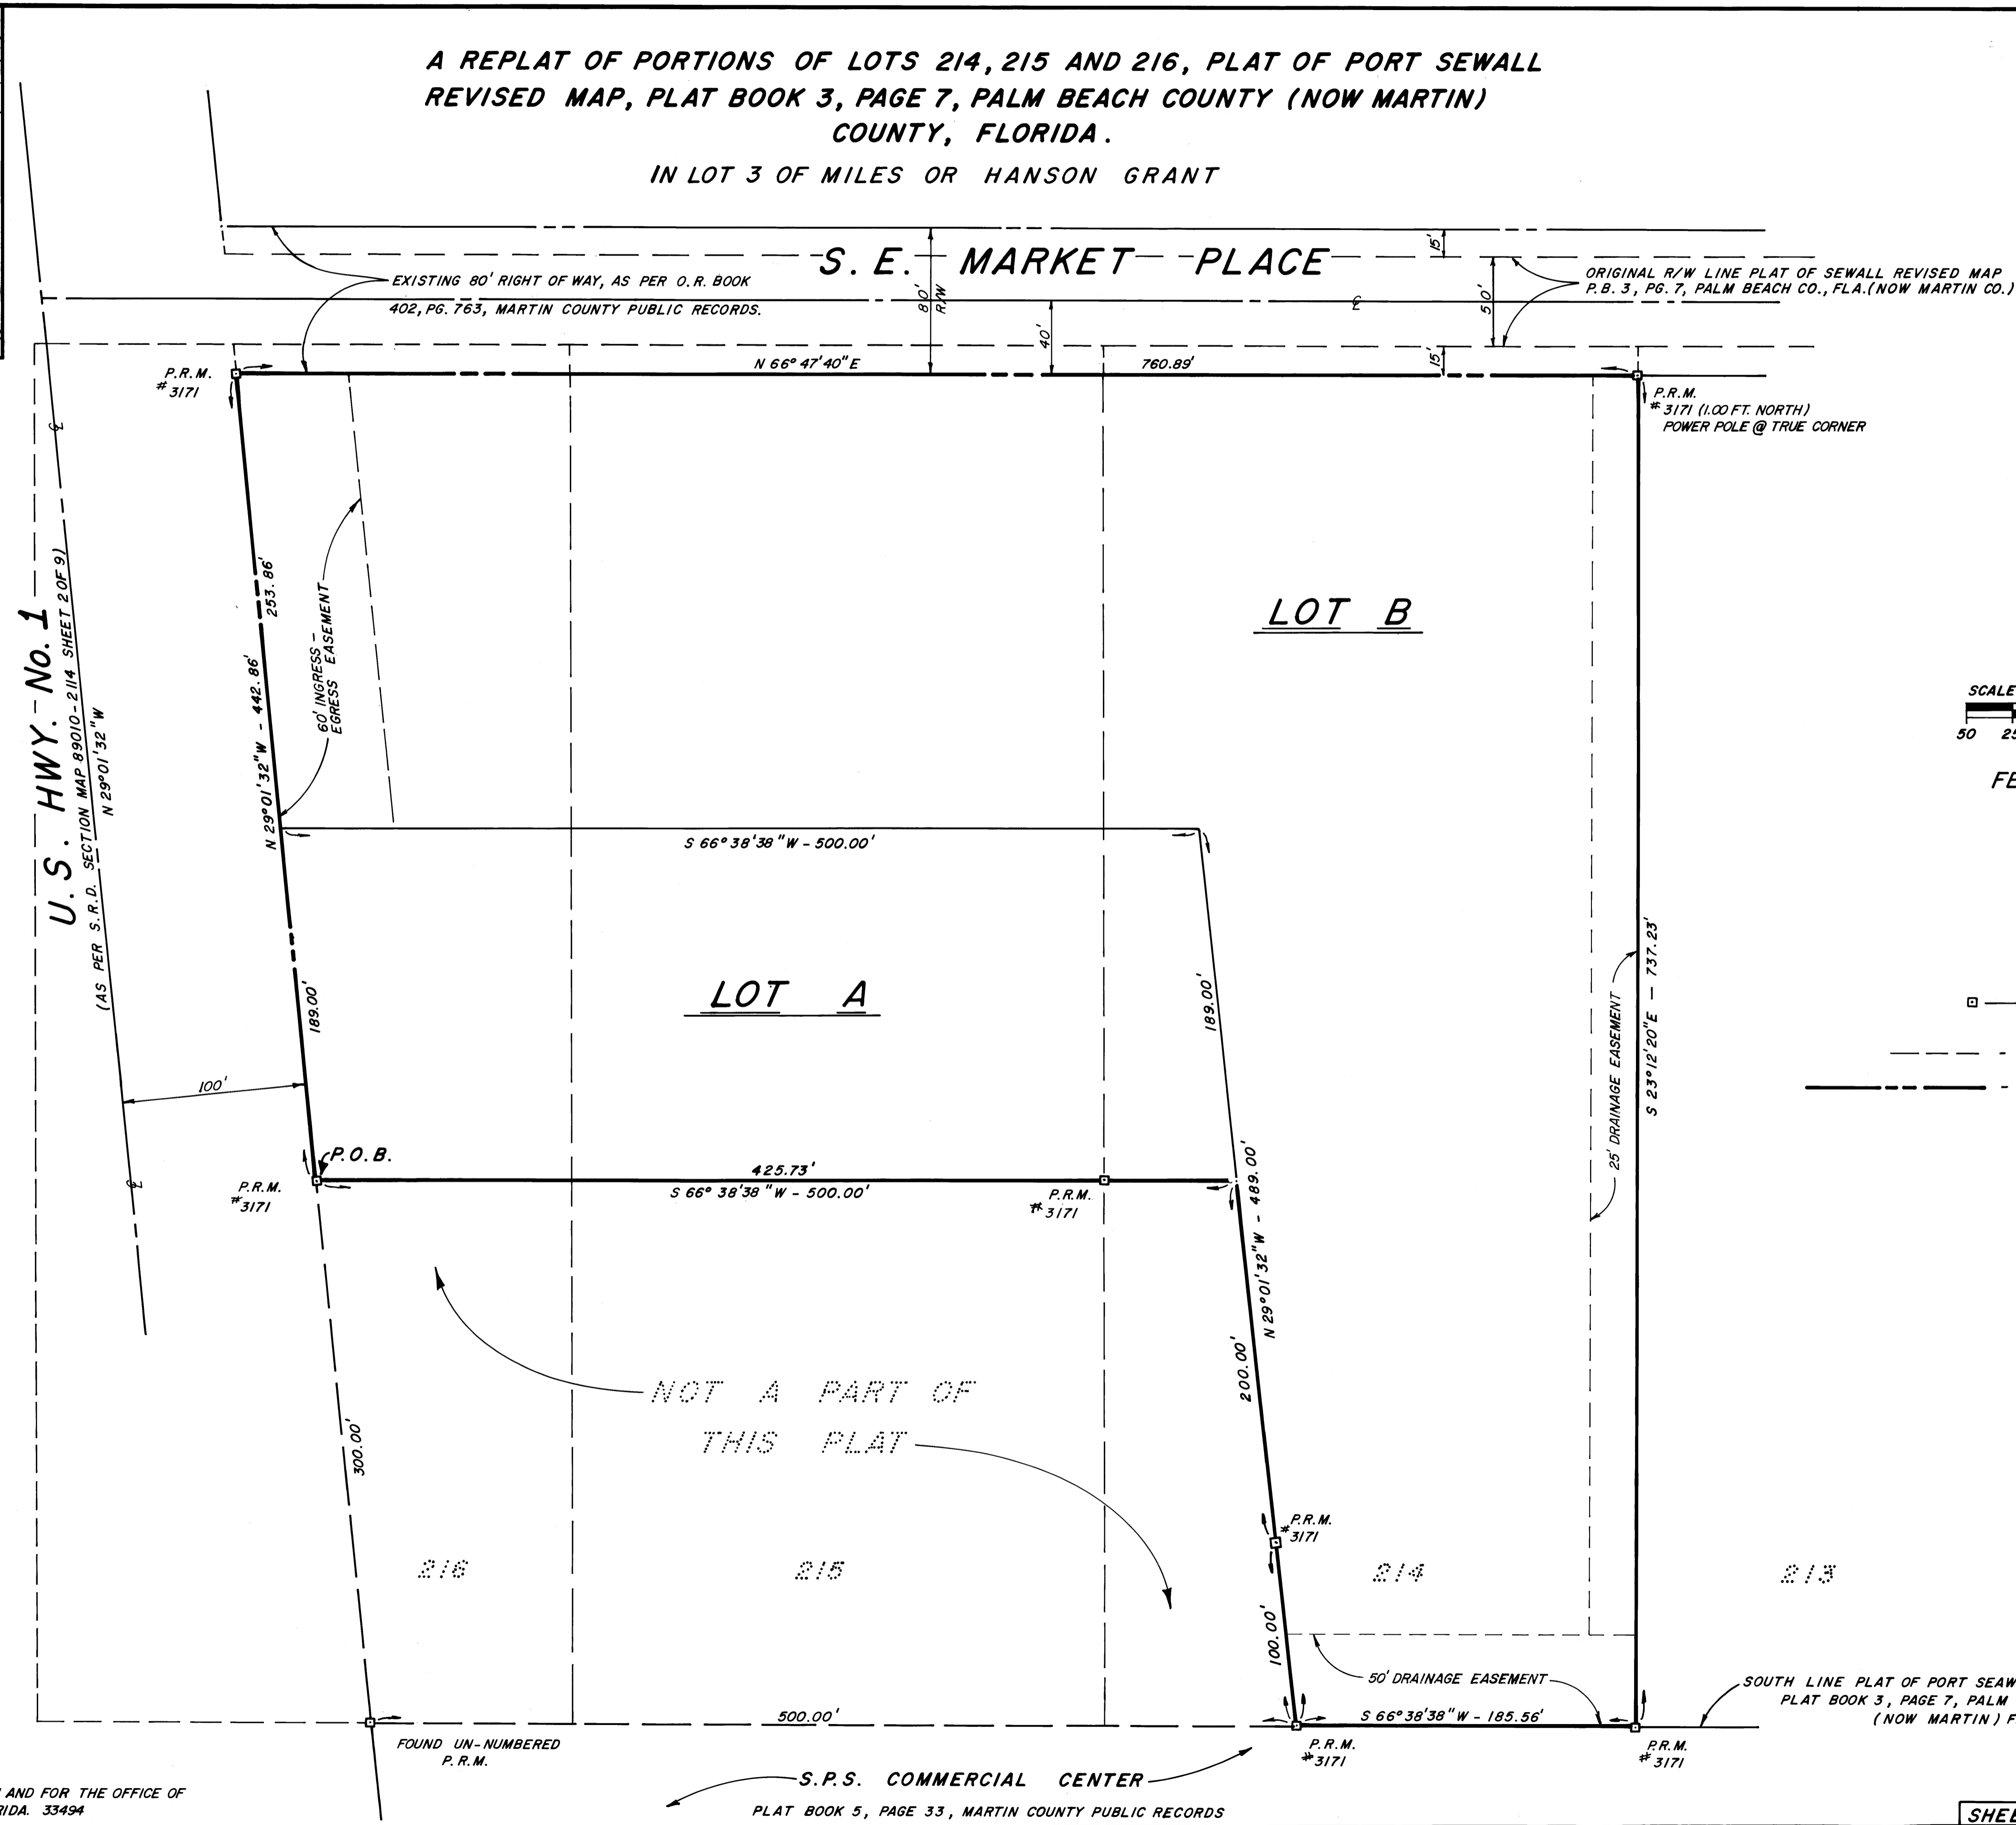 A REPLAT OF PORTIONS OF LOTS 214, 215 AND 216, PLAT OF PORT SEWALL
REVISED MAP, PLAT BOOK 3, PAGE 7, PALM BEACH COUNTY (NOW MARTIN)
COUNTY, FLORIDA.
IN LOT 3 OF MILES OR HANSON GRANT
S. E. MARKET PLACE
EXISTING 80' RIGHT OF WAY, AS PER O.R. BOOK
402, PG. 763, MARTIN COUNTY PUBLIC RECORDS.
80'
R/W
40'
15'
50'
15'
ORIGINAL R/W LINE PLAT OF SEWALL REVISED MAP
P.B. 3, PG. 7, PALM BEACH CO., FLA.(NOW MARTIN CO.)
N 66° 47'40" E
760.89'
P.R.M.
# 3171
P.R.M.
# 3171 (1.00 FT. NORTH)
POWER POLE @ TRUE CORNER
U.S. HWY. No. 1
(AS PER S.R.D. SECTION MAP 89010-2114 SHEET 2 OF 9)
N 29°01'32" W
253.86'
N 29°01'32" W - 442.86'
60' INGRESS -
EGRESS EASEMENT
LOT B
SCALE
50 25
S 66° 38'38" W - 500.00'
LOT A
189.00'
189.00'
25' DRAINAGE EASEMENT
S 23°12'20" E - 737.23'
100'
P.O.B.
425.73'
S 66° 38'38" W - 500.00'
P.R.M.
# 3171
P.R.M.
# 3171
N 29°01'32" W - 489.00'
200.00'
NOT A PART OF
THIS PLAT
300.00'
P.R.M.
# 3171
216
215
214
213
100.00'
50' DRAINAGE EASEMENT
S 66° 38'38" W - 185.56'
SOUTH LINE PLAT OF PORT SEAW
PLAT BOOK 3, PAGE 7, PALM
(NOW MARTIN) F
500.00'
FOUND UN-NUMBERED
P.R.M.
P.R.M.
# 3171
P.R.M.
# 3171
S.P.S. COMMERCIAL CENTER
PLAT BOOK 5, PAGE 33, MARTIN COUNTY PUBLIC RECORDS
AND FOR THE OFFICE OF
RIDA. 33494